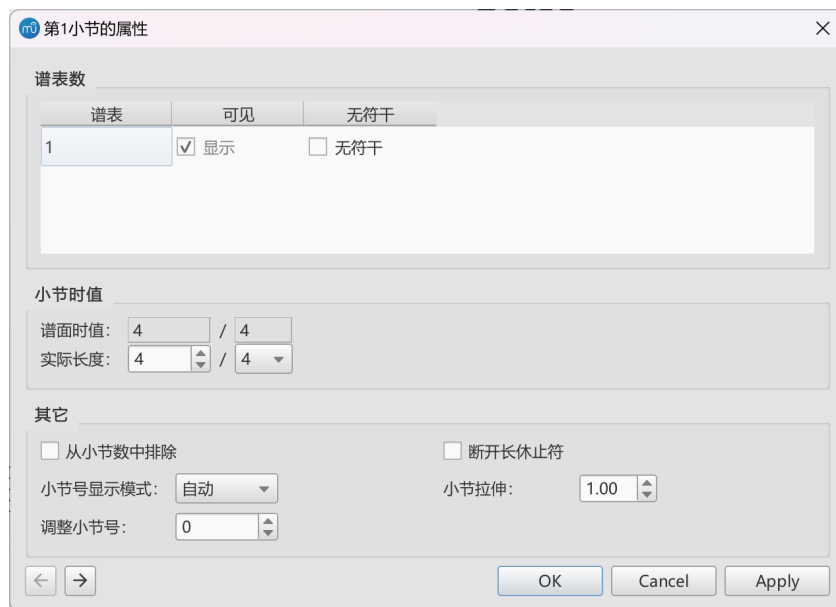 第1小节的属性
谱表数
谱表 可见 无符干
1 显示 无符干
小节时值
谱面时值： 4 / 4
实际长度： 4 / 4
其它
从小节数中排除 断开长休止符
小节号显示模式： 自动 小节拉伸： 1.00
调整小节号： 0
OK Cancel Apply